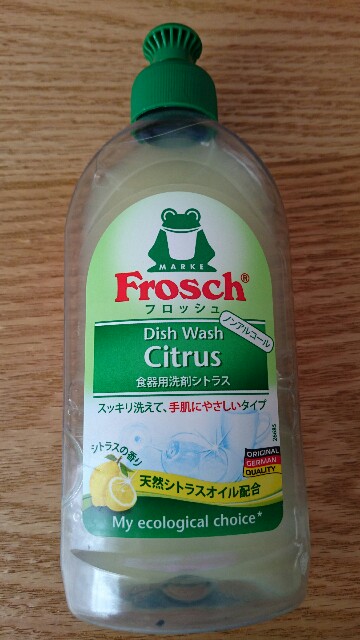 MARKE
Frosch®
フロッシュ
ノンアルコール
Dish Wash
Citrus
食器用洗剤シトラス
スッキリ洗えて、手肌にやさしいタイプ
シトラスの香り
ORIGINAL
GERMAN
QUALITY
天然シトラスオイル配合
My ecological choice*